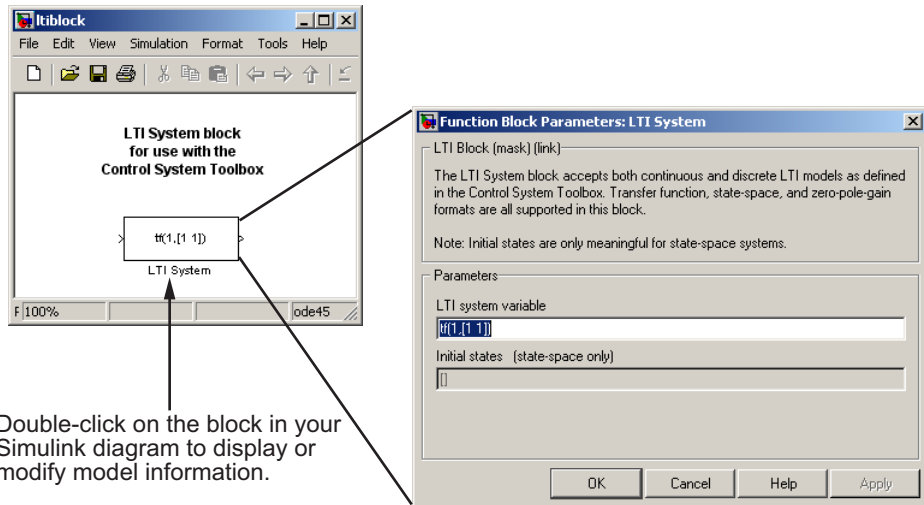 ltiblock
File Edit View Simulation Format Tools Help
LTI System block
for use with the
Control System Toolbox
tf(1,[1 1])
LTI System
100%
ode45
Double-click on the block in your
Simulink diagram to display or
modify model information.
Function Block Parameters: LTI System
LTI Block (mask) (link)
The LTI System block accepts both continuous and discrete LTI models as defined
in the Control System Toolbox. Transfer function, state-space, and zero-pole-gain
formats are all supported in this block.
Note: Initial states are only meaningful for state-space systems.
Parameters
LTI system variable
tf(1,[1 1])
Initial states (state-space only)
[]
OK Cancel Help Apply